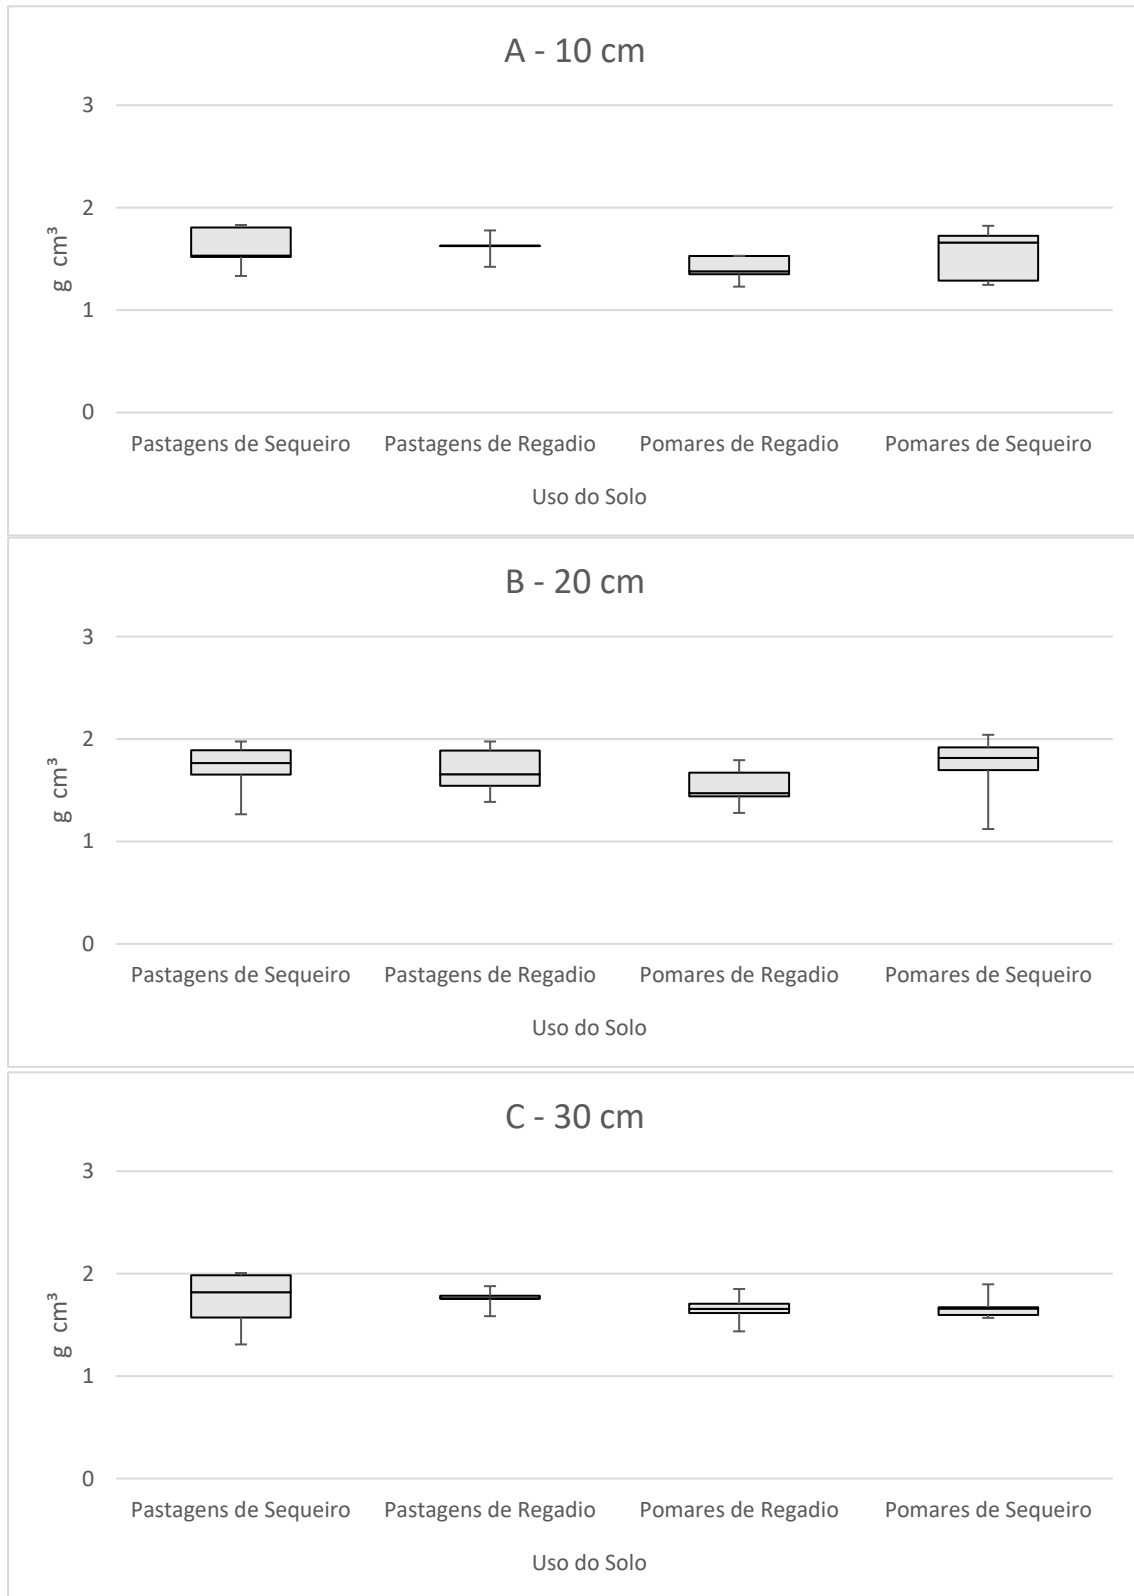 A - 10 cm
3
2
1
0
g cm³
Pastagens de Sequeiro Pastagens de Regadio Pomares de Regadio Pomares de Sequeiro
Uso do Solo
B - 20 cm
3
2
1
0
g cm³
Pastagens de Sequeiro Pastagens de Regadio Pomares de Regadio Pomares de Sequeiro
Uso do Solo
C - 30 cm
3
2
1
0
g cm³
Pastagens de Sequeiro Pastagens de Regadio Pomares de Regadio Pomares de Sequeiro
Uso do Solo